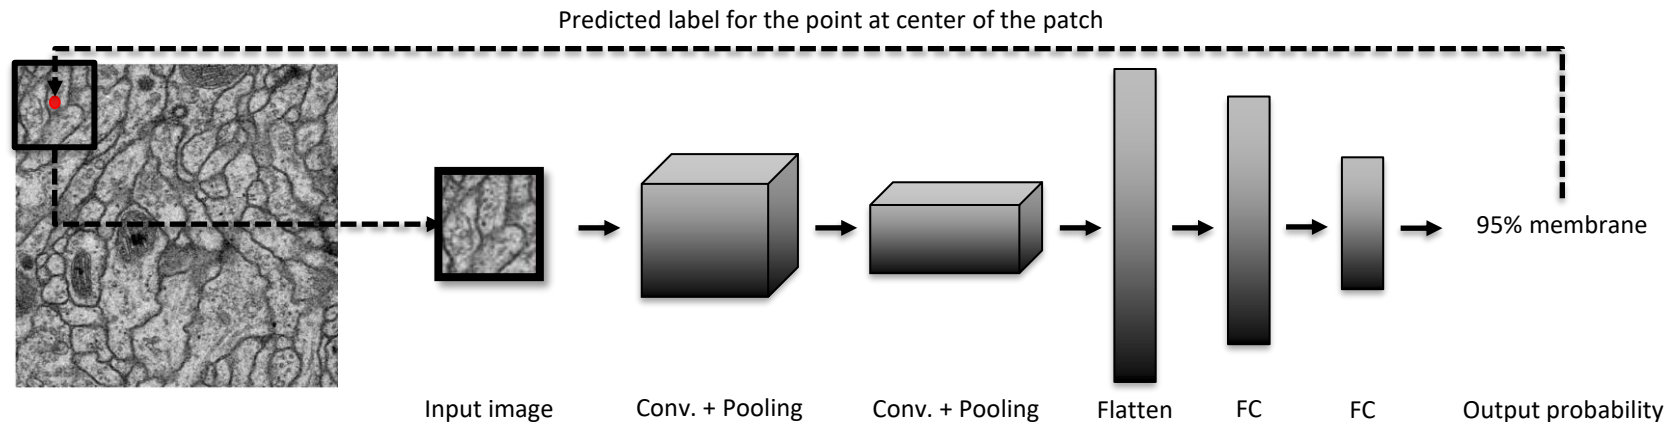 Predicted label for the point at center of the patch
95% membrane
Input image
Conv. + Pooling
Conv. + Pooling
Flatten
FC
FC
Output probability